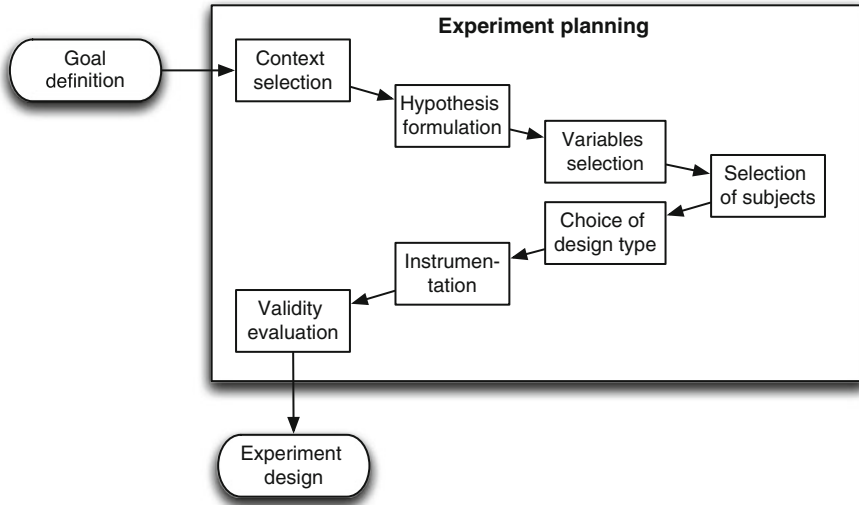 Experiment planning
Goal
definition
Context
selection
Hypothesis
formulation
Variables
selection
Selection
of subjects
Choice of
design type
Instrumen-
tation
Validity
evaluation
Experiment
design